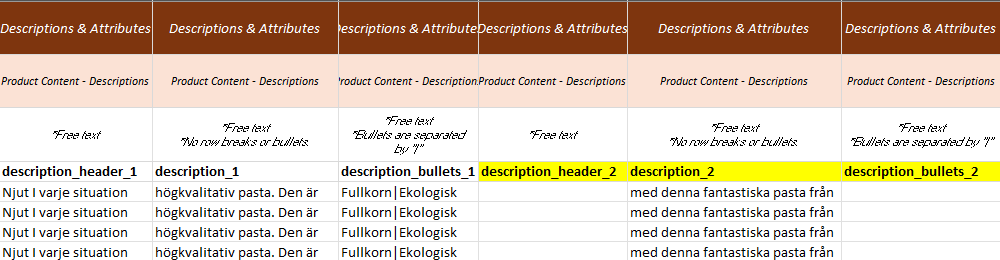 Descriptions & Attributes Descriptions & Attributes Descriptions & Attribute Descriptions & Attributes Descriptions & Attributes Descriptions & Attributes
Product Content - Descriptions Product Content - Descriptions Product Content - Description Product Content - Descriptions Product Content - Descriptions Product Content - Descriptions
*Free text
*Free text
*No row breaks or bullets.
*Free text
*Bullets are separated
by "|"
*Free text
*Free text
*No row breaks or bullets.
*Free text
*Bullets are separated by "|"
description_header_1 description_1 description_bullets_1 description_header_2 description_2 description_bullets_2
Njut I varje situation högkvalitativ pasta. Den är Fullkorn|Ekologisk med denna fantastiska pasta från
Njut I varje situation högkvalitativ pasta. Den är Fullkorn|Ekologisk med denna fantastiska pasta från
Njut I varje situation högkvalitativ pasta. Den är Fullkorn|Ekologisk med denna fantastiska pasta från
Njut I varje situation högkvalitativ pasta. Den är Fullkorn|Ekologisk med denna fantastiska pasta från